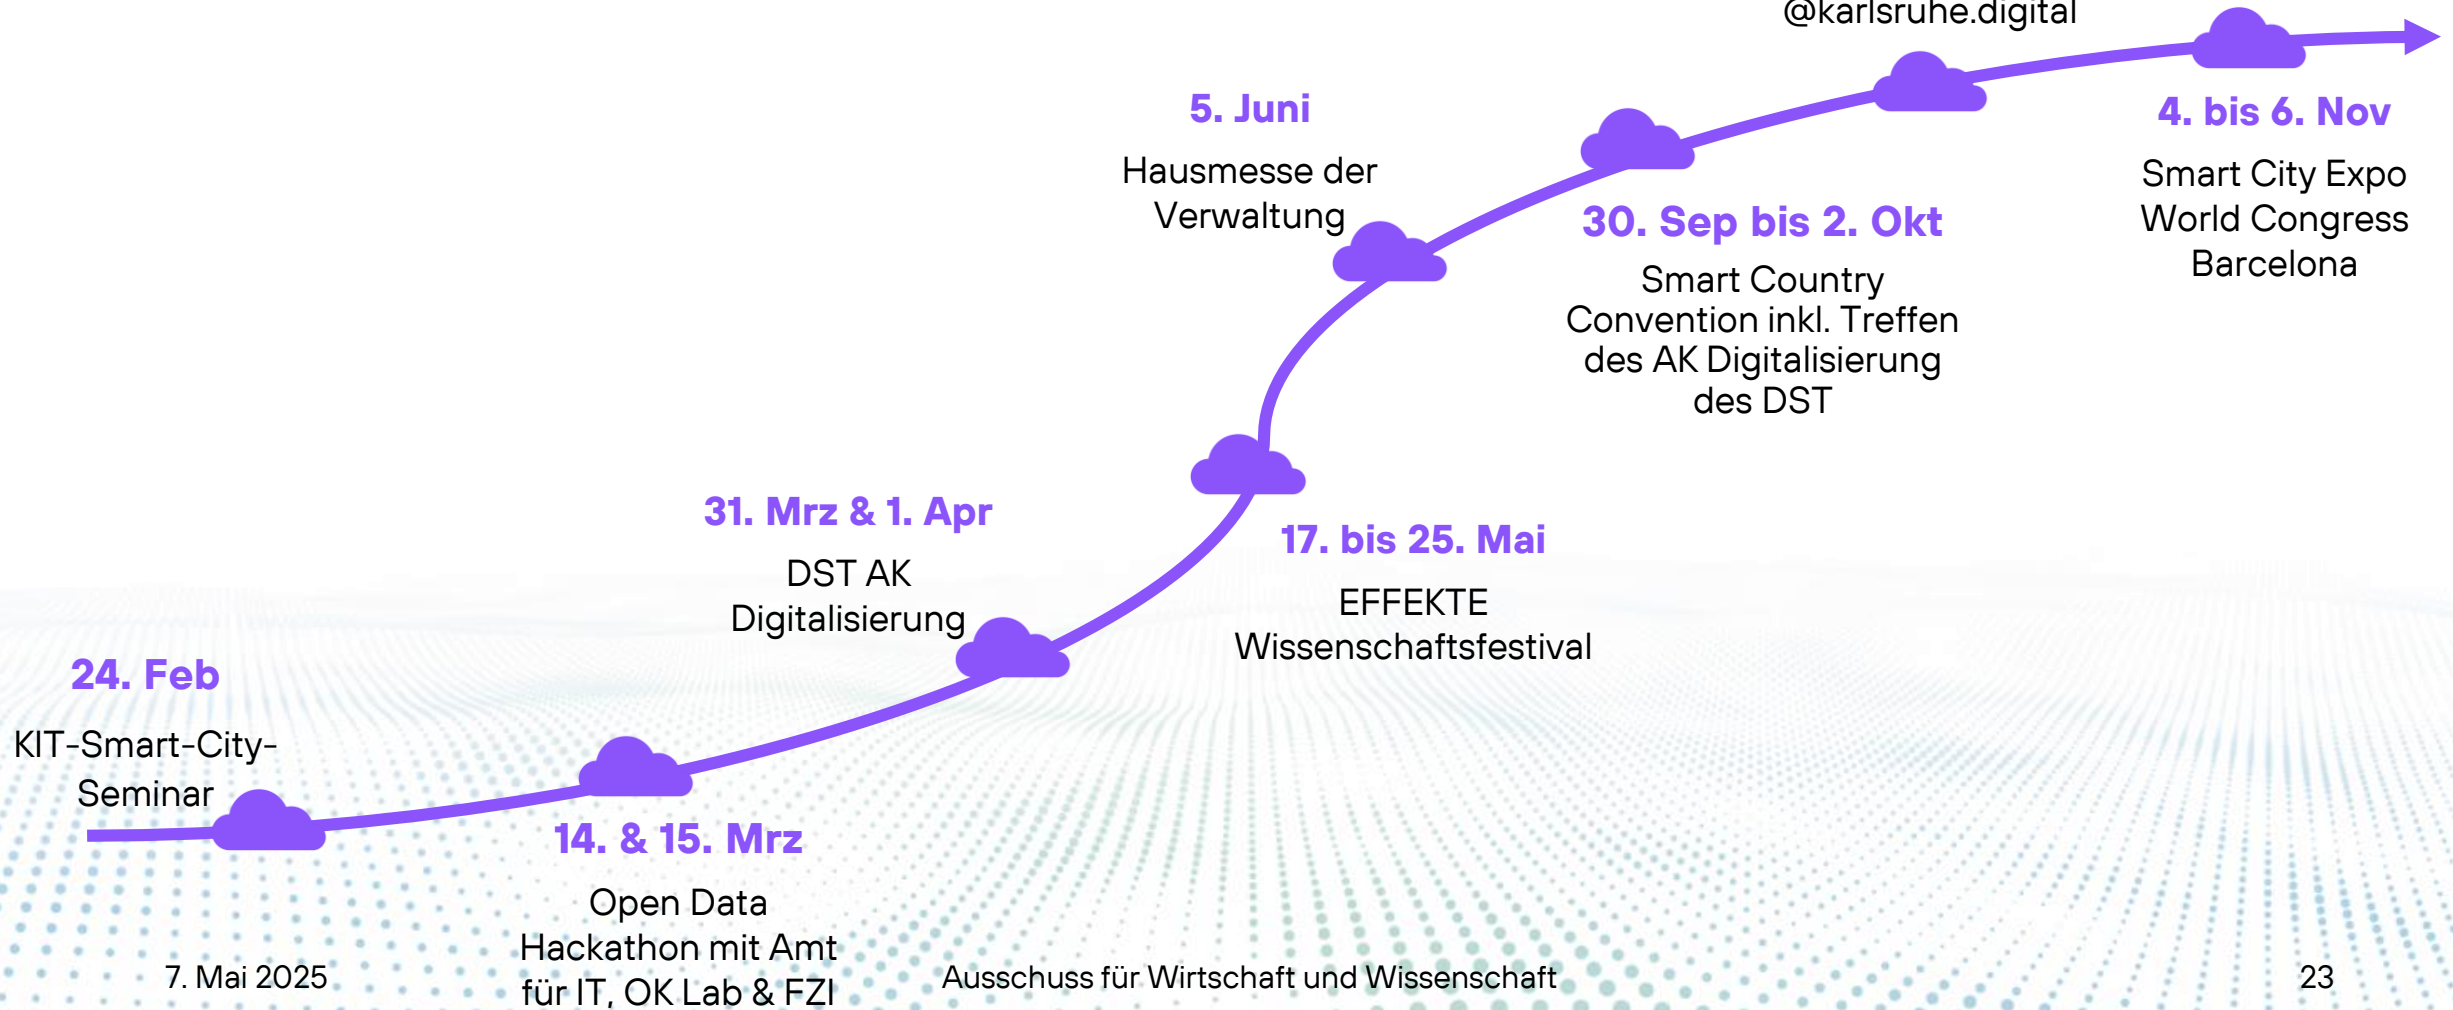 @karlsruhe.digital
5. Juni
Hausmesse der
Verwaltung
4. bis 6. Nov
Smart City Expo
World Congress
Barcelona
30. Sep bis 2. Okt
Smart Country
Convention inkl. Treffen
des AK Digitalisierung
des DST
31. Mrz & 1. Apr
DST AK
Digitalisierung
17. bis 25. Mai
EFFEKTE
Wissenschaftsfestival
24. Feb
KIT-Smart-City-
Seminar
14. & 15. Mrz
Open Data
Hackathon mit Amt
für IT, OK Lab & FZI
7. Mai 2025
Ausschuss für Wirtschaft und Wissenschaft
23